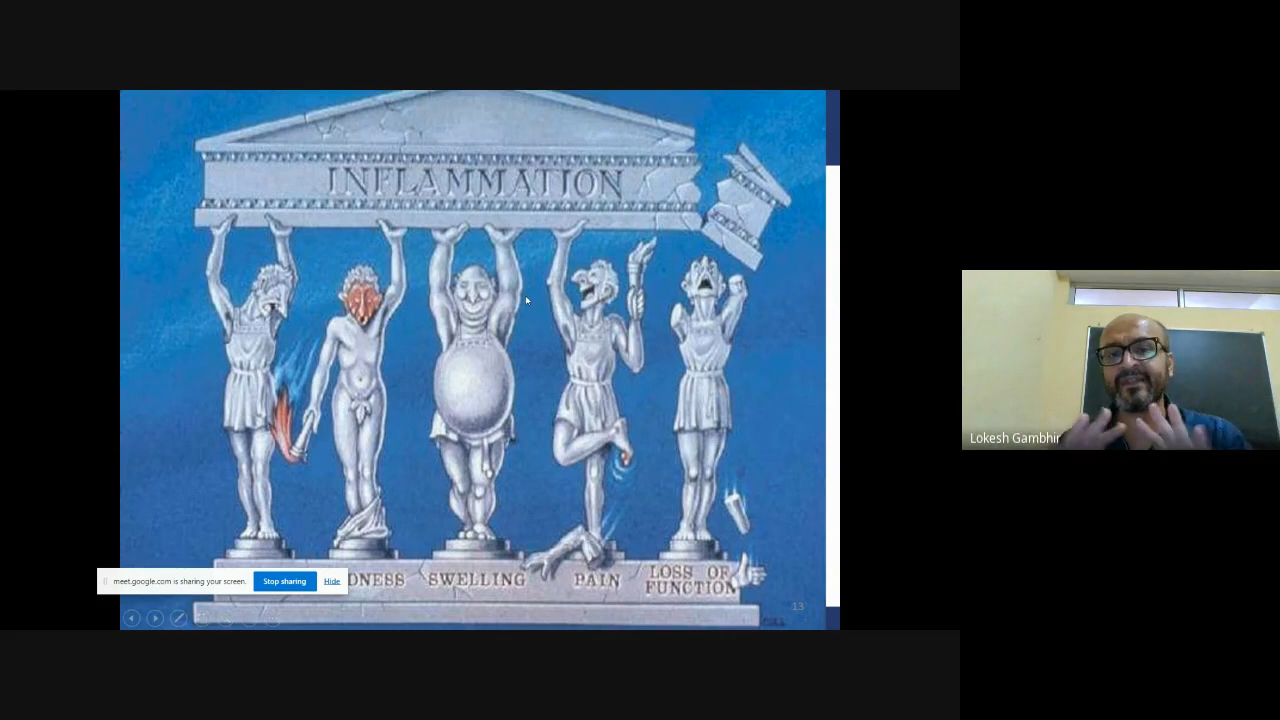 INFLAMMATION
DNESS SWELLING PAIN LOSS OF
FUNCTION
meet.google.com is sharing your screen. Stop sharing Hide
13
Lokesh Gambhir